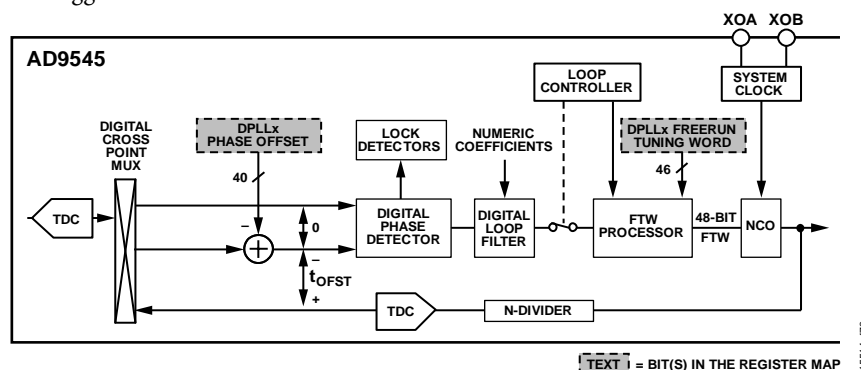 XOA XOB
AD9545
LOOP
CONTROLLER
SYSTEM
CLOCK
DIGITAL
CROSS
POINT
MUX
DPLLx
PHASE OFFSET
LOCK
DETECTORS
NUMERIC
COEFFICIENTS
DPLLx FREERUN
TUNING WORD
40
46
TDC
−
0
+
DIGITAL
PHASE
DETECTOR
DIGITAL
LOOP
FILTER
FTW
PROCESSOR
48-BIT
FTW
NCO
−
tOFST
+
TDC
N-DIVIDER
TEXT = BIT(S) IN THE REGISTER MAP